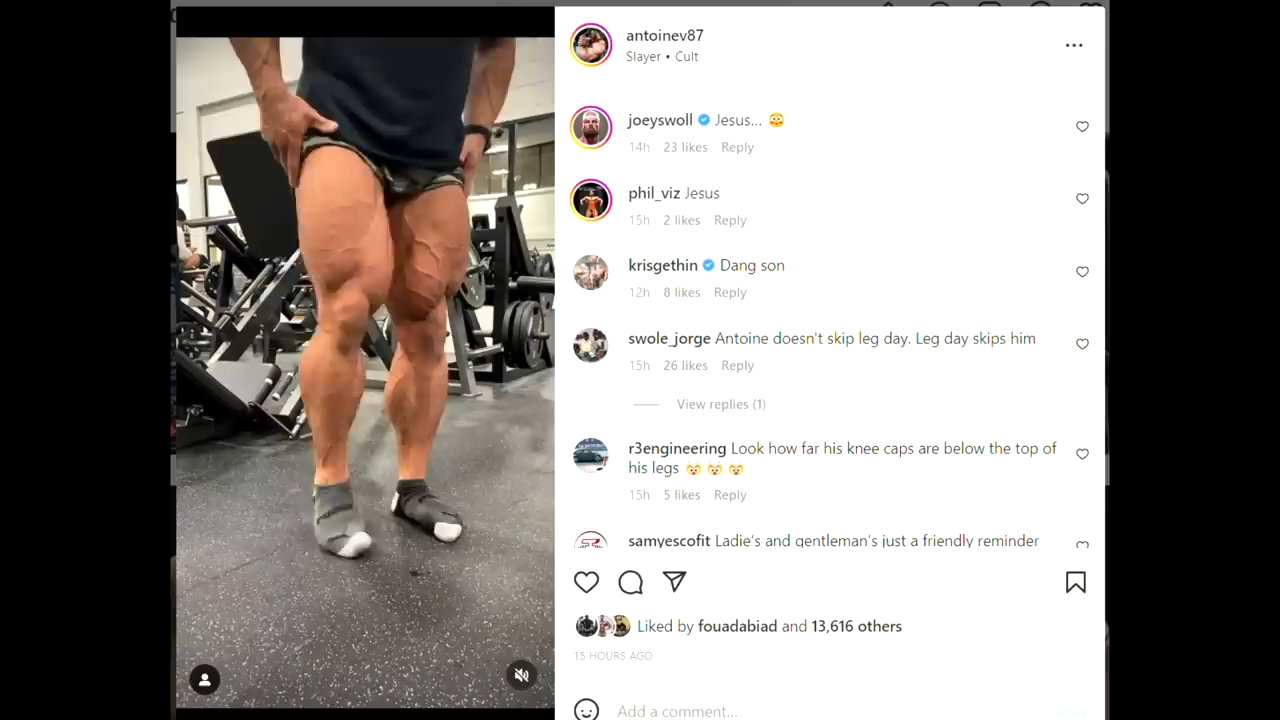 antoinev87
Slayer • Cult
joeyswoll Jesus... 😳
14h 23 likes Reply
phil_viz Jesus
15h 2 likes Reply
krisgethin Dang son
12h 8 likes Reply
swole_jorge Antoine doesn't skip leg day. Leg day skips him
15h 26 likes Reply
View replies (1)
r3engineering Look how far his knee caps are below the top of
his legs 🤯 🤯 🤯
15h 5 likes Reply
samyescofit Ladie's and gentleman's just a friendly reminder
Liked by fouadabiad and 13,616 others
15 HOURS AGO
Add a comment...